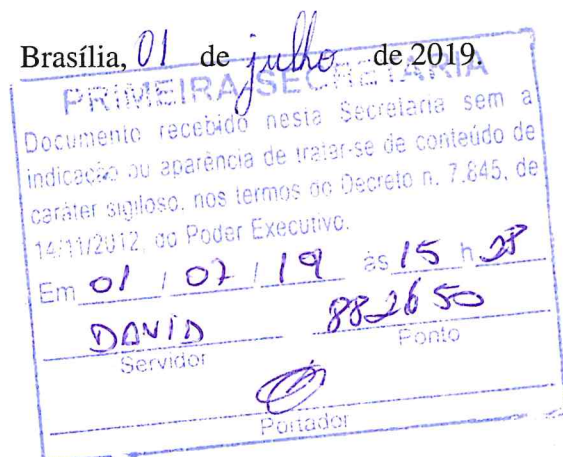 Brasília, 01 de julho de 2019.
PRIMEIRA SECRETARIA
Documento recebido nesta Secretaria sem a
indicação ou aparência de tratar-se de conteúdo de
caráter sigiloso, nos termos do Decreto n. 7.845, de
14/11/2012, do Poder Executivo.
Em 01 / 07 / 19 às 15 h 28
DAVID 882650
Servidor Ponto
Portador